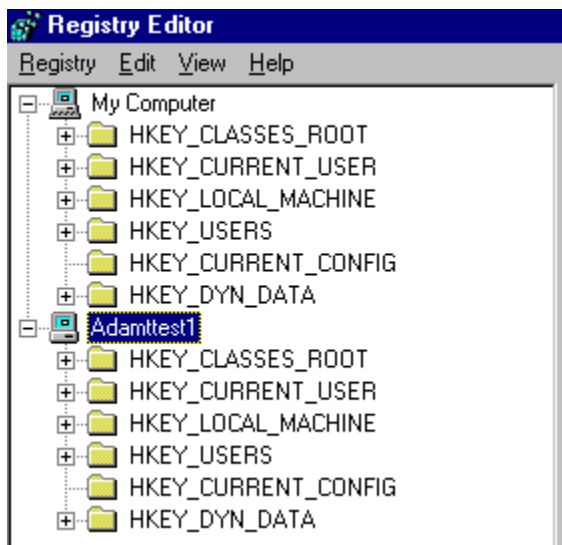 Registry Editor
Registry Edit View Help
My Computer
HKEY_CLASSES_ROOT
HKEY_CURRENT_USER
HKEY_LOCAL_MACHINE
HKEY_USERS
HKEY_CURRENT_CONFIG
HKEY_DYN_DATA
Adamttest1
HKEY_CLASSES_ROOT
HKEY_CURRENT_USER
HKEY_LOCAL_MACHINE
HKEY_USERS
HKEY_CURRENT_CONFIG
HKEY_DYN_DATA